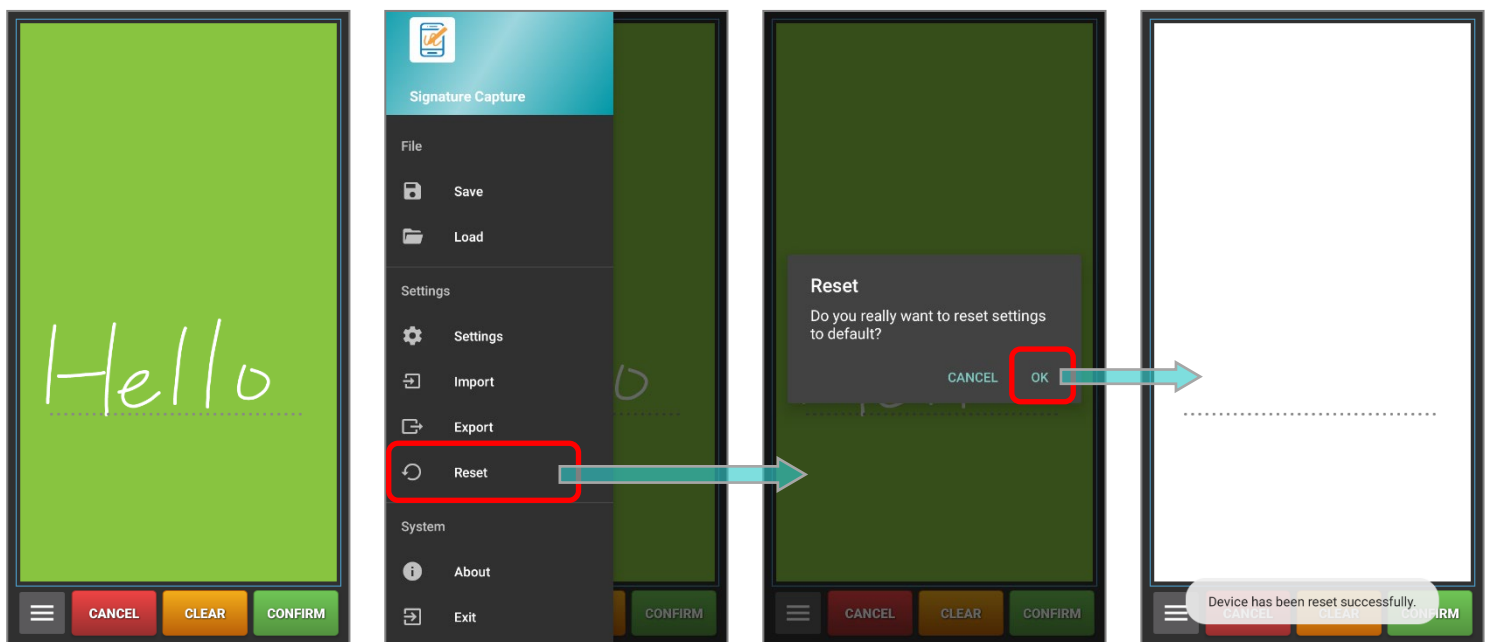 Hello
CANCEL
CLEAR
CONFIRM
Signature Capture
File
Save
Load
Settings
Settings
Import
Export
Reset
System
About
Exit
CONFIRM
Reset
Do you really want to reset settings
to default?
CANCEL
OK
CANCEL
CLEAR
CONFIRM
Device has been reset successfully.